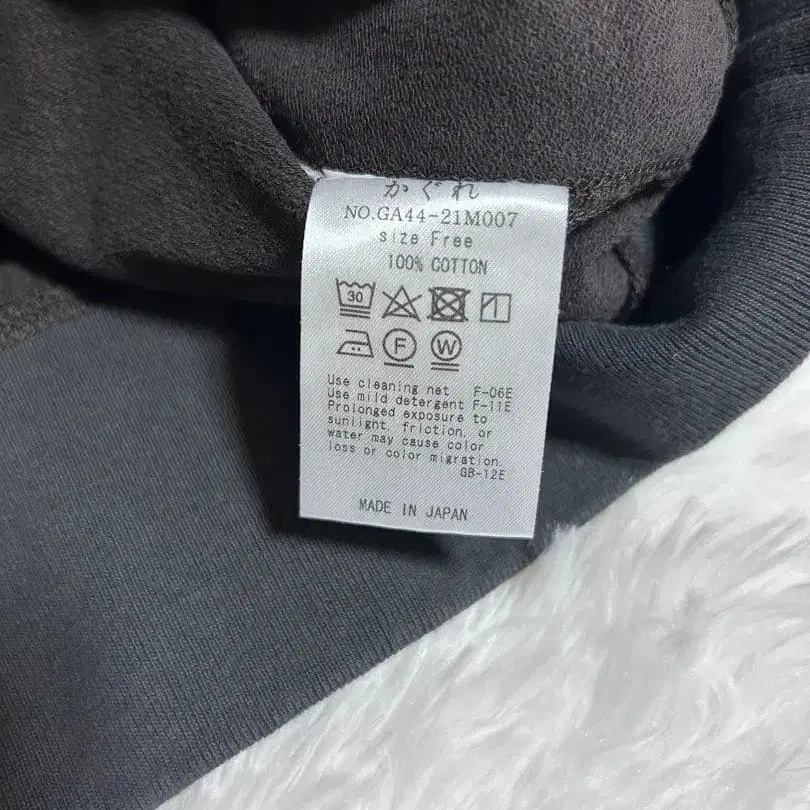 かぐれ
NO.GA44-21M007
size Free
100% COTTON
30
F W
Use cleaning net F-06E
Use mild detergent F-11E
Prolonged exposure to
sunlight, friction, or
water may cause color
loss or color migration.
GB-12E
MADE IN JAPAN